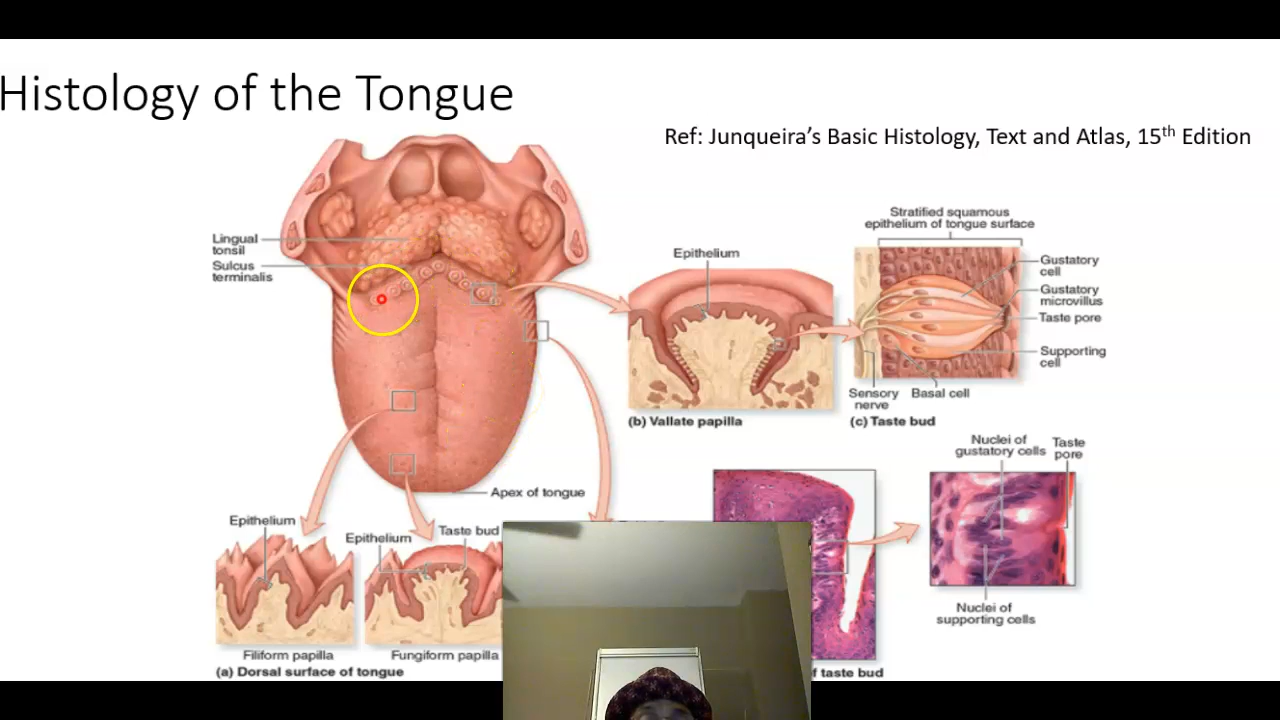 Histology of the Tongue
Ref: Junqueira's Basic Histology, Text and Atlas, 15th Edition
Lingual
tonsil
Sulcus
terminalis
Apex of tongue
Epithelium
Filiform papilla
Epithelium
Taste bud
Fungiform papilla
(a) Dorsal surface of tongue
Epithelium
(b) Vallate papilla
Stratified squamous
epithelium of tongue surface
Gustatory
cell
Gustatory
microvillus
Taste pore
Supporting
cell
Sensory
nerve
Basal cell
(c) Taste bud
Nuclei of
gustatory cells
Taste
pore
Nuclei of
supporting cells
f taste bud